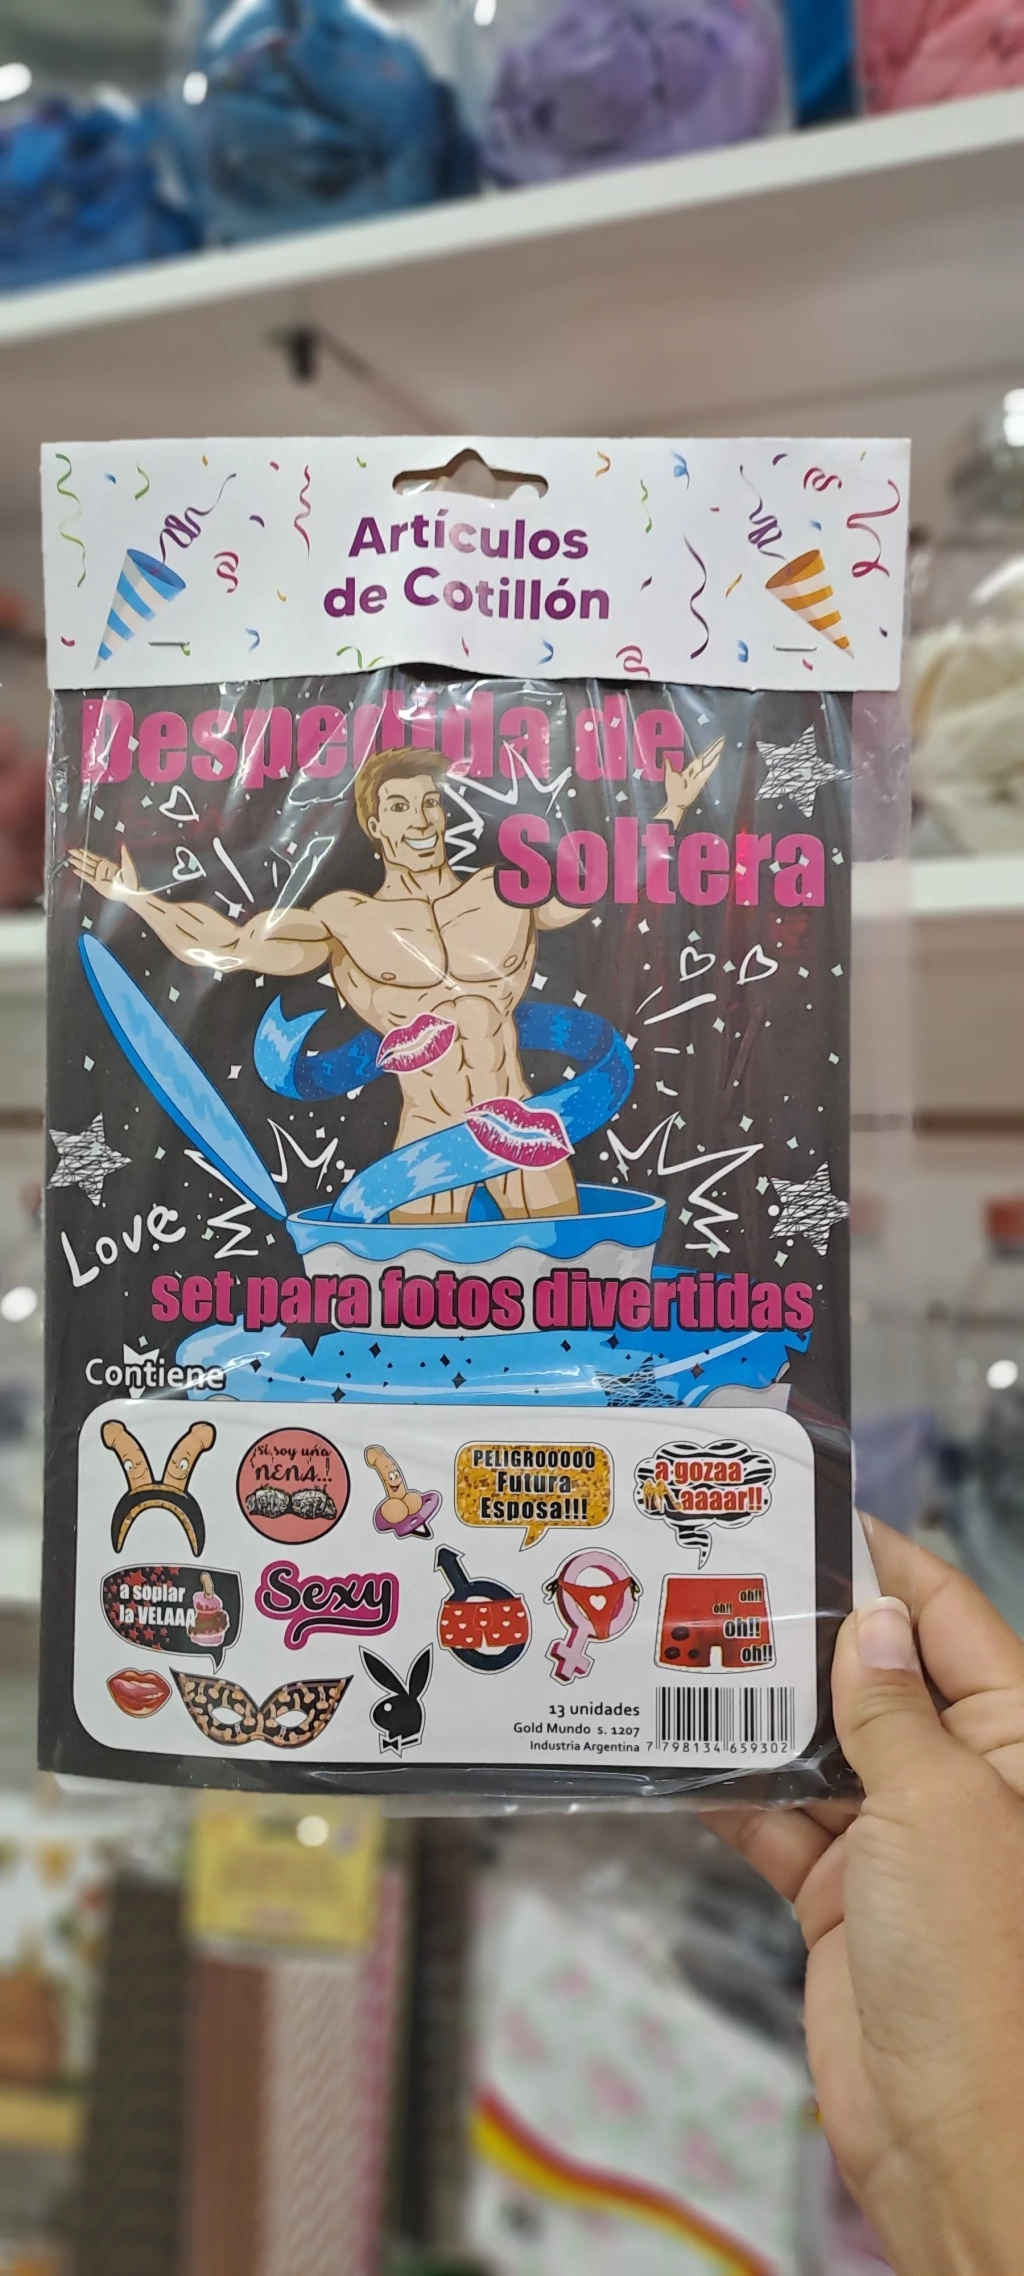 Artículos
de Cotillón
Despedida de
Soltera
Love
set para fotos divertidas
Contiene
Si soy una
NENA...!
PELIGROOOOO
Futura
Esposa!!!
a gozaa
Maaaar!!
a soplar
la VELAAA
Sexy
oh!!
oh!!
oh!!
oh!!
13 unidades
Gold Mundo s. 1207
Industria Argentina
7 798134 659302